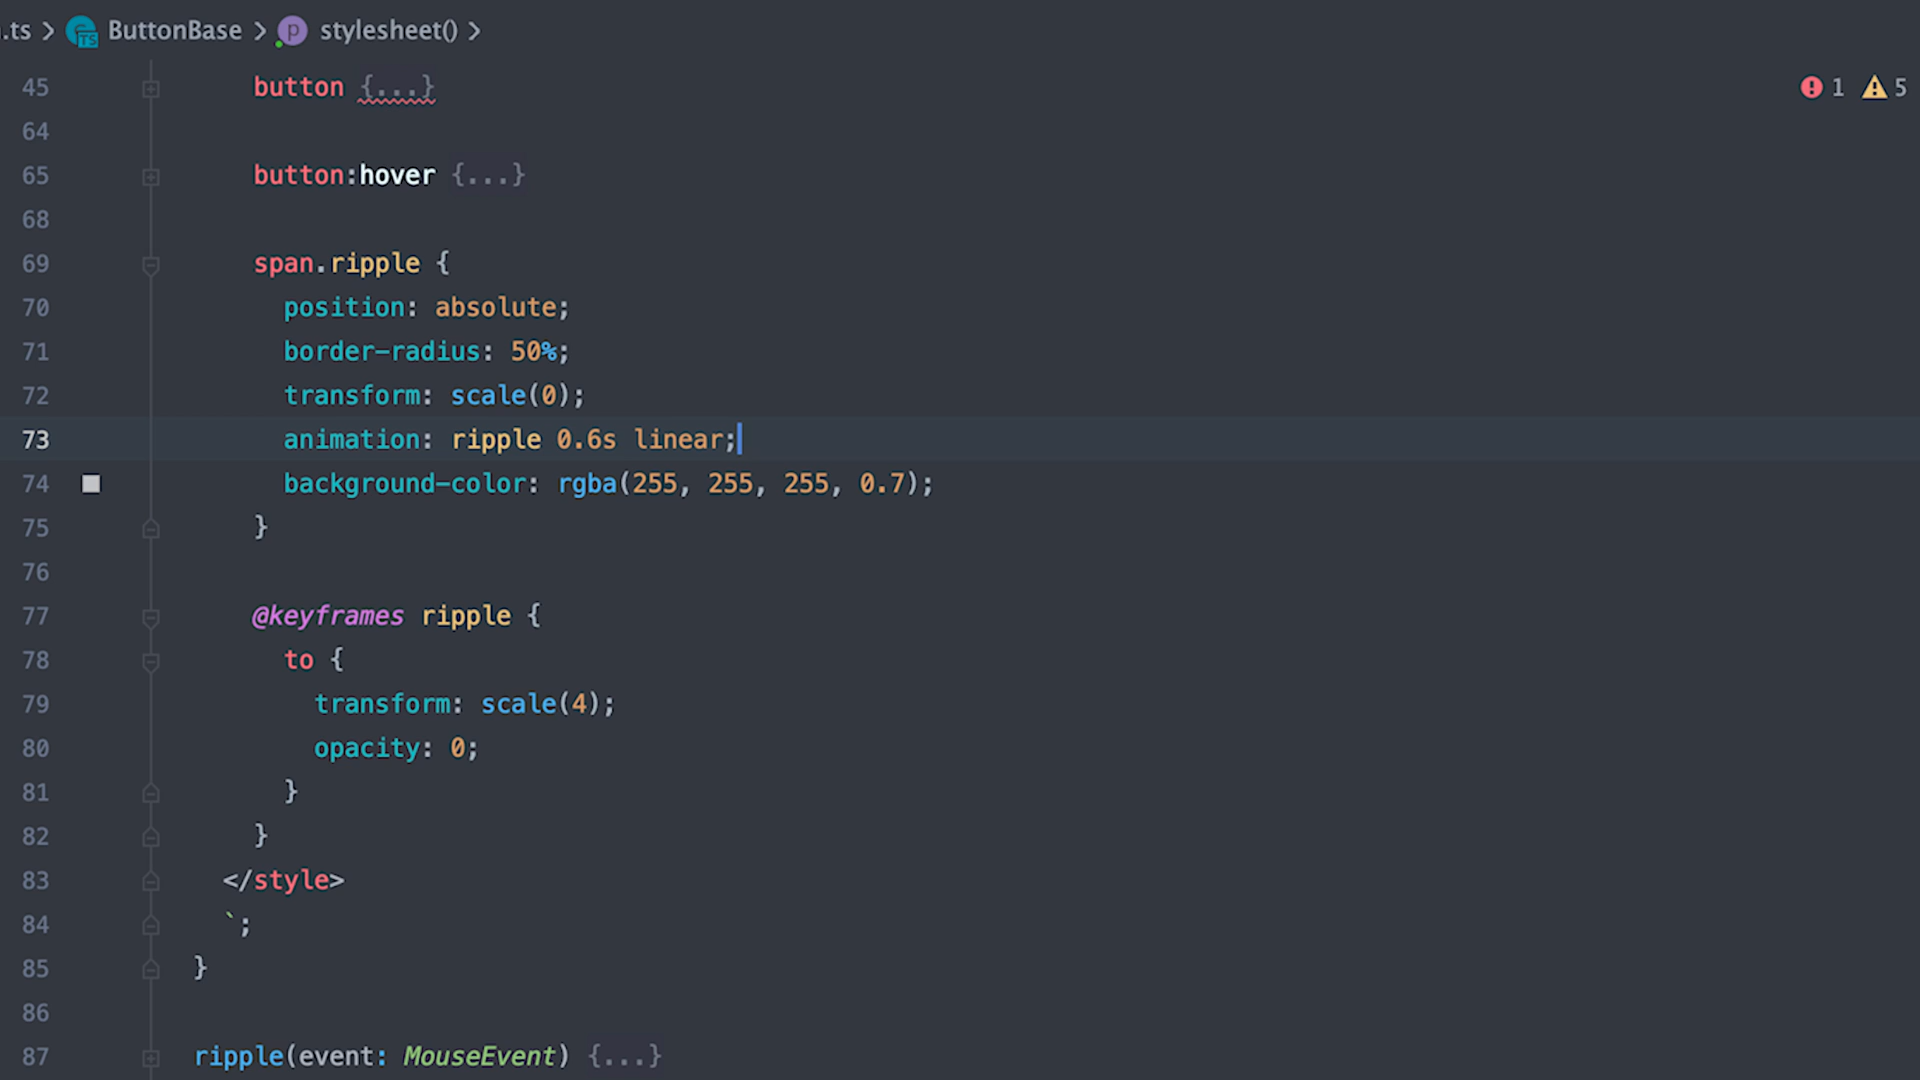 .ts > ButtonBase > p stylesheet() >
45 button {...} 1 5
64
65 button:hover {...}
68
69 span.ripple {
70 position: absolute;
71 border-radius: 50%;
72 transform: scale(0);
73 animation: ripple 0.6s linear;
74 background-color: rgba(255, 255, 255, 0.7);
75 }
76
77 @keyframes ripple {
78 to {
79 transform: scale(4);
80 opacity: 0;
81 }
82 }
83 </style>
84 `;
85 }
86
87 ripple(event: MouseEvent) {...}